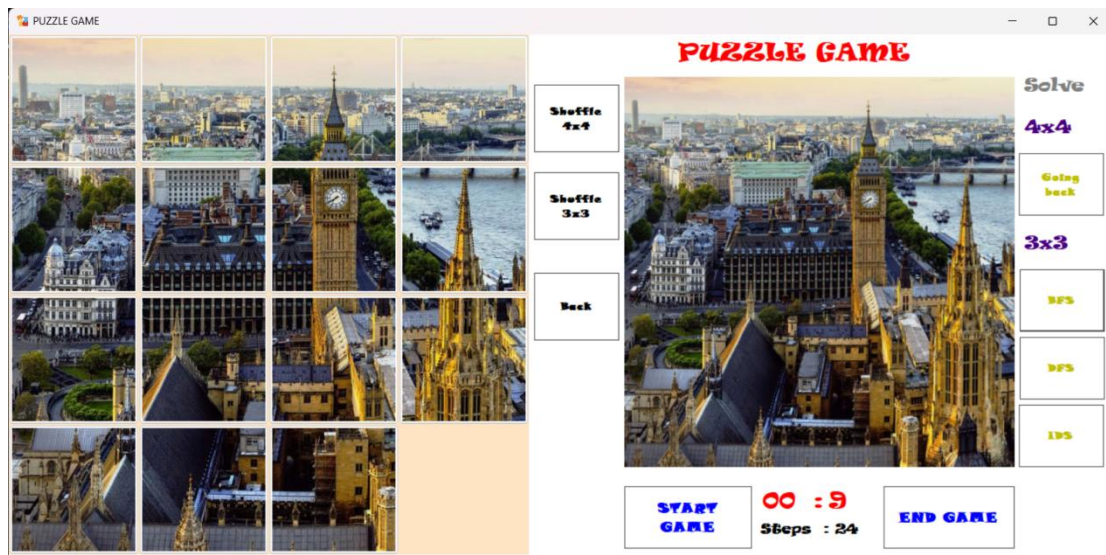 PUZZLE GAME
PUZZLE GAME
Shuffle
4x4
Shuffle
3x3
Back
Solve
4x4
Going
back
3x3
BFS
DFS
IDS
START
GAME
00 : 9
Steps : 24
END GAME